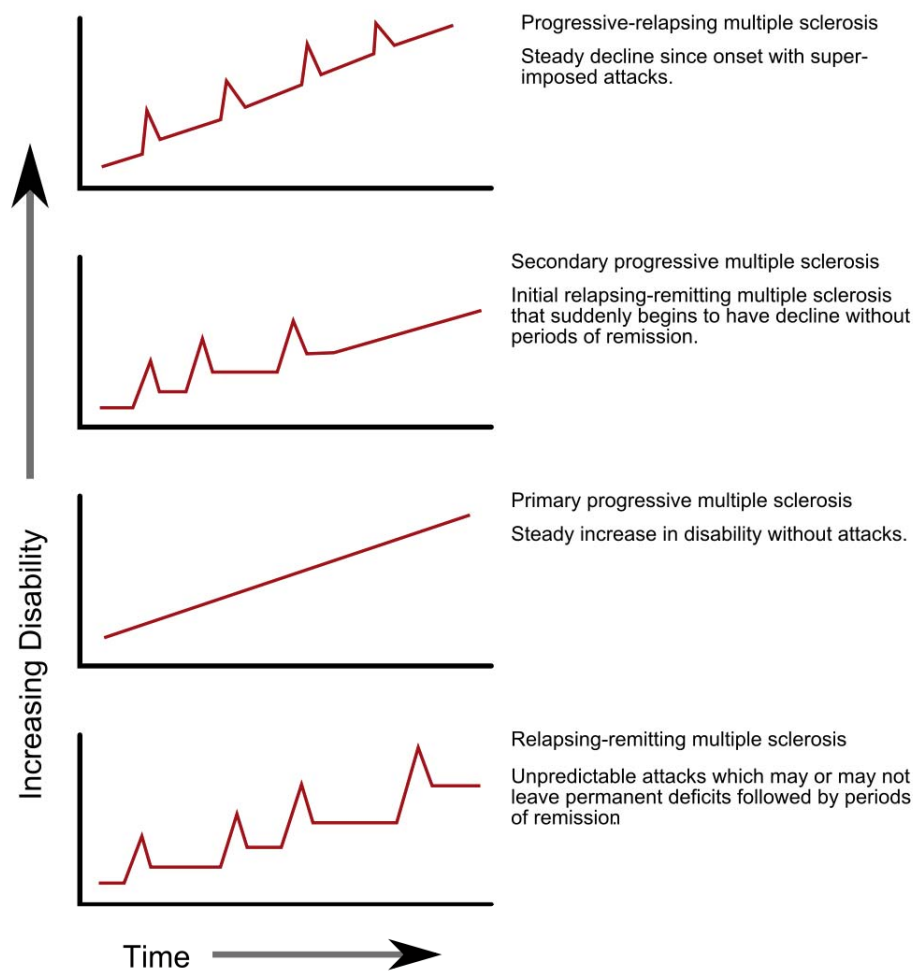 Progressive-relapsing multiple sclerosis
Steady decline since onset with super-
imposed attacks.
Secondary progressive multiple sclerosis
Initial relapsing-remitting multiple sclerosis
that suddenly begins to have decline without
periods of remission.
Primary progressive multiple sclerosis
Steady increase in disability without attacks.
Relapsing-remitting multiple sclerosis
Unpredictable attacks which may or may not
leave permanent deficits followed by periods
of remission.
Increasing Disability
Time